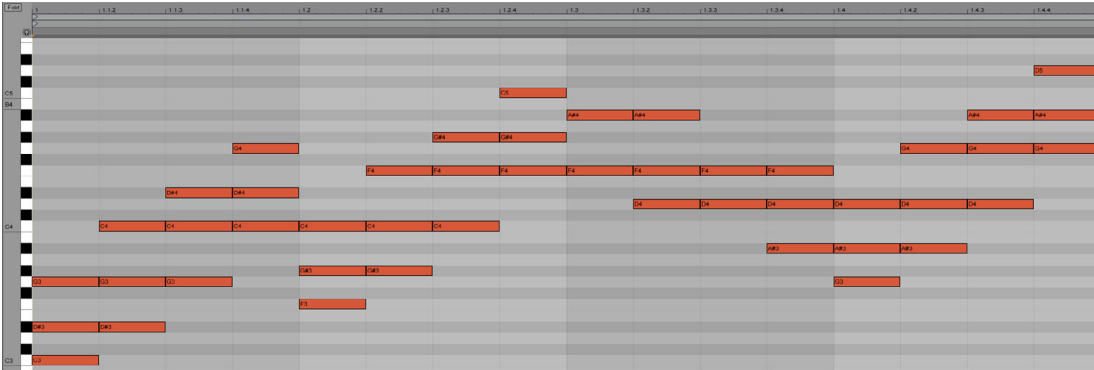 Fold
1 1.1.2 1.1.3 1.1.4 1.2 1.2.2 1.2.3 1.2.4 1.3 1.3.2 1.3.3 1.3.4 1.4 1.4.2 1.4.3 1.4.4
D5
C5 C5
B4
A#4 A#4 A#4 A#4
G#4 G#4
G4 G4 G4 G4
F4 F4 F4 F4 F4 F4 F4
D#4 D#4
D4 D4 D4 D4 D4 D4
C4 C4 C4 C4 C4 C4 C4
A#3 A#3 A#3
G#3 G#3
G3 G3 G3 G3
F3
D#3 D#3
C3 C3